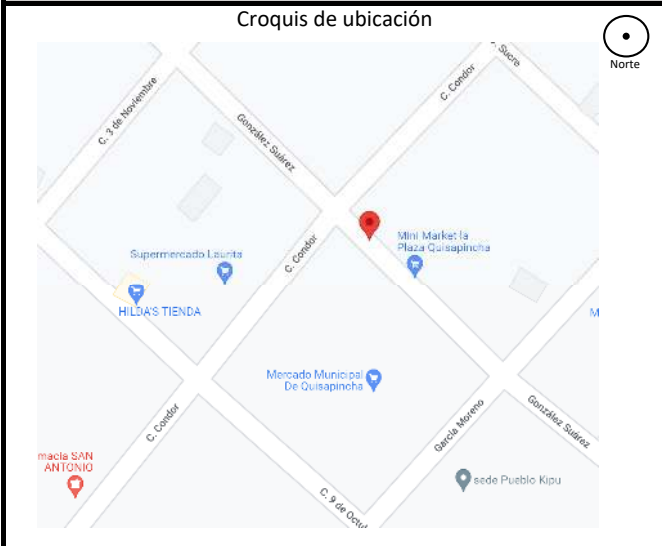 Croquis de ubicación
Norte
. Sucre
C. Condor
C. 3 de Noviembre
González Suárez
Mini Market la
Plaza Quisapincha
C. Condor
Supermercado Laurita
HILDA'S TIENDA
M
Mercado Municipal
De Quisapincha
González Suárez
García Moreno
C. Condor
macia SAN
ANTONIO
sede Pueblo Kipu
C. 9 de Octu